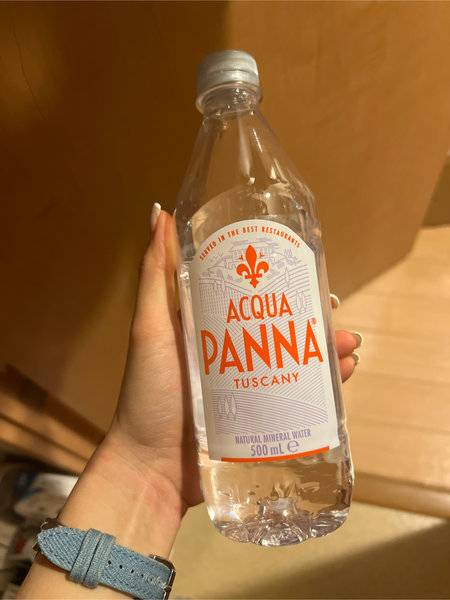 SERVED IN THE BEST RESTAURANTS
ACQUA
PANNA®
TUSCANY
NATURAL MINERAL WATER
500 mL ℮